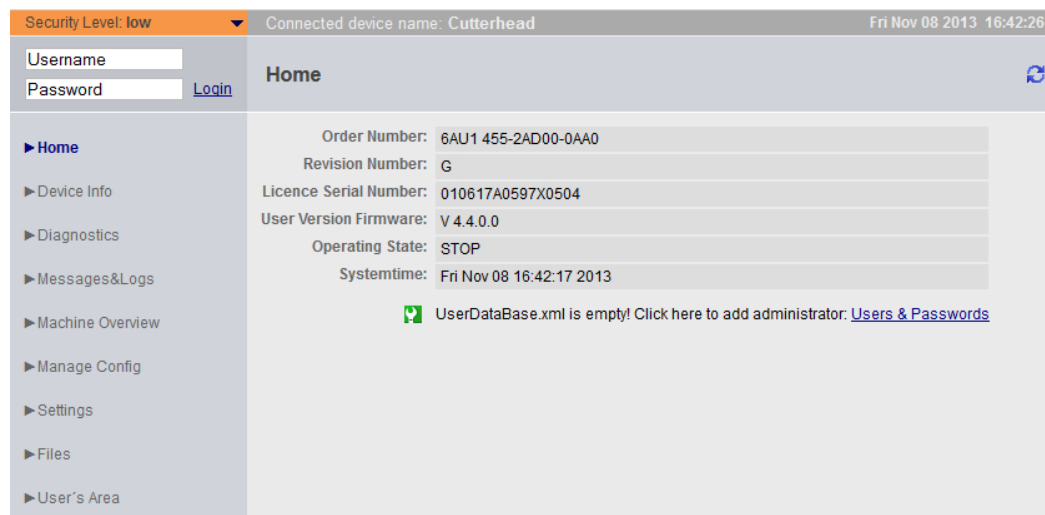 Security Level: low
Connected device name: Cutterhead
Fri Nov 08 2013 16:42:26
Username
Password
Login
Home
►Home
►Device Info
►Diagnostics
►Messages&Logs
►Machine Overview
►Manage Config
►Settings
►Files
►User´s Area
Order Number: 6AU1 455-2AD00-0AA0
Revision Number: G
Licence Serial Number: 010617A0597X0504
User Version Firmware: V 4.4.0.0
Operating State: STOP
Systemtime: Fri Nov 08 16:42:17 2013
UserDataBase.xml is empty! Click here to add administrator: Users & Passwords